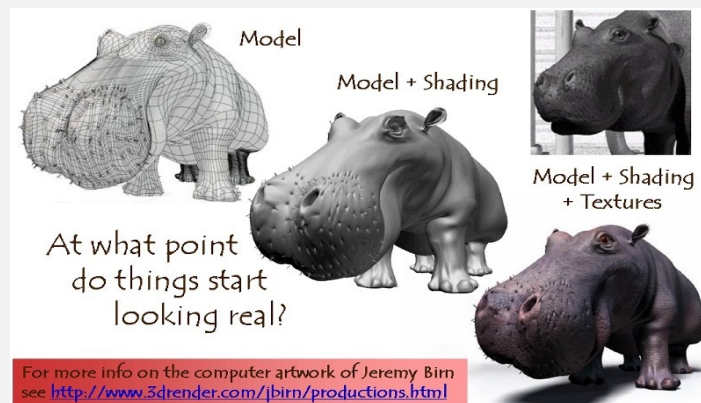 Model
Model + Shading
Model + Shading
+ Textures
At what point
do things start
looking real?
For more info on the computer artwork of Jeremy Birn
see http://www.3drender.com/jbirn/productions.html